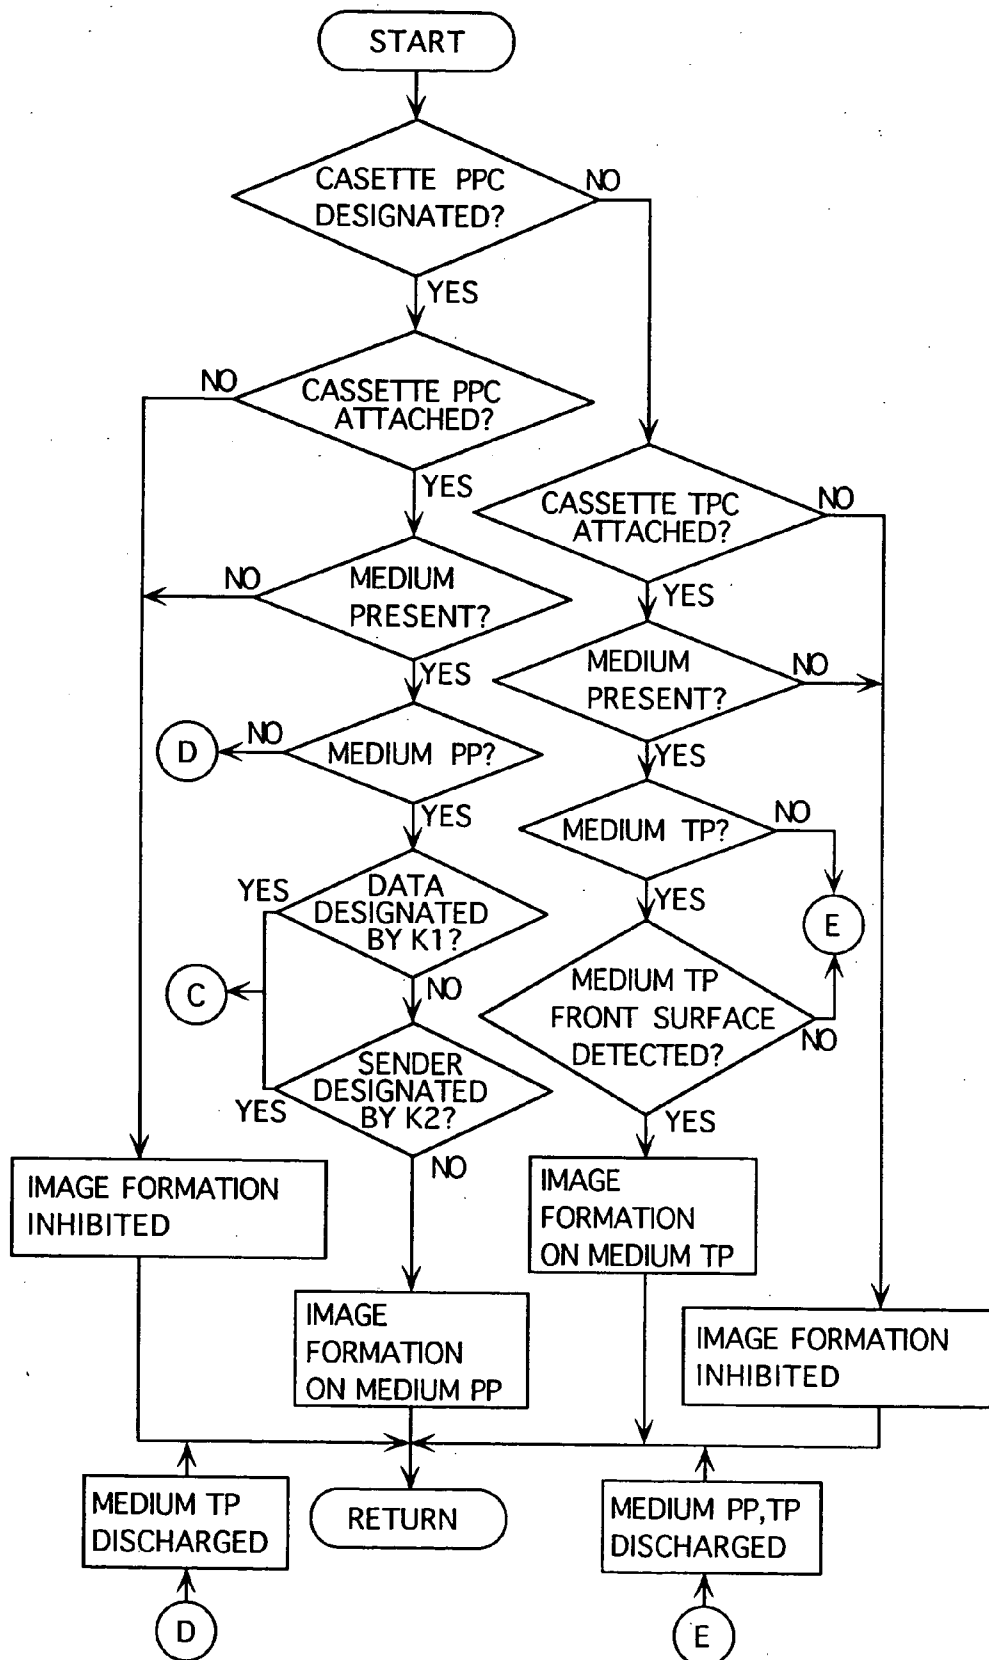 START
CASETTE PPC
DESIGNATED?
NO
YES
CASSETTE PPC
ATTACHED?
NO
YES
CASSETTE TPC
ATTACHED?
NO
YES
MEDIUM
PRESENT?
NO
YES
MEDIUM
PRESENT?
NO
YES
MEDIUM PP?
NO
D
YES
MEDIUM TP?
NO
YES
E
DATA
DESIGNATED
BY K1?
YES
NO
C
MEDIUM TP
FRONT SURFACE
DETECTED?
NO
YES
SENDER
DESIGNATED
BY K2?
YES
NO
IMAGE FORMATION
INHIBITED
IMAGE
FORMATION
ON MEDIUM TP
IMAGE
FORMATION
ON MEDIUM PP
IMAGE FORMATION
INHIBITED
MEDIUM TP
DISCHARGED
RETURN
MEDIUM PP,TP
DISCHARGED
D
E